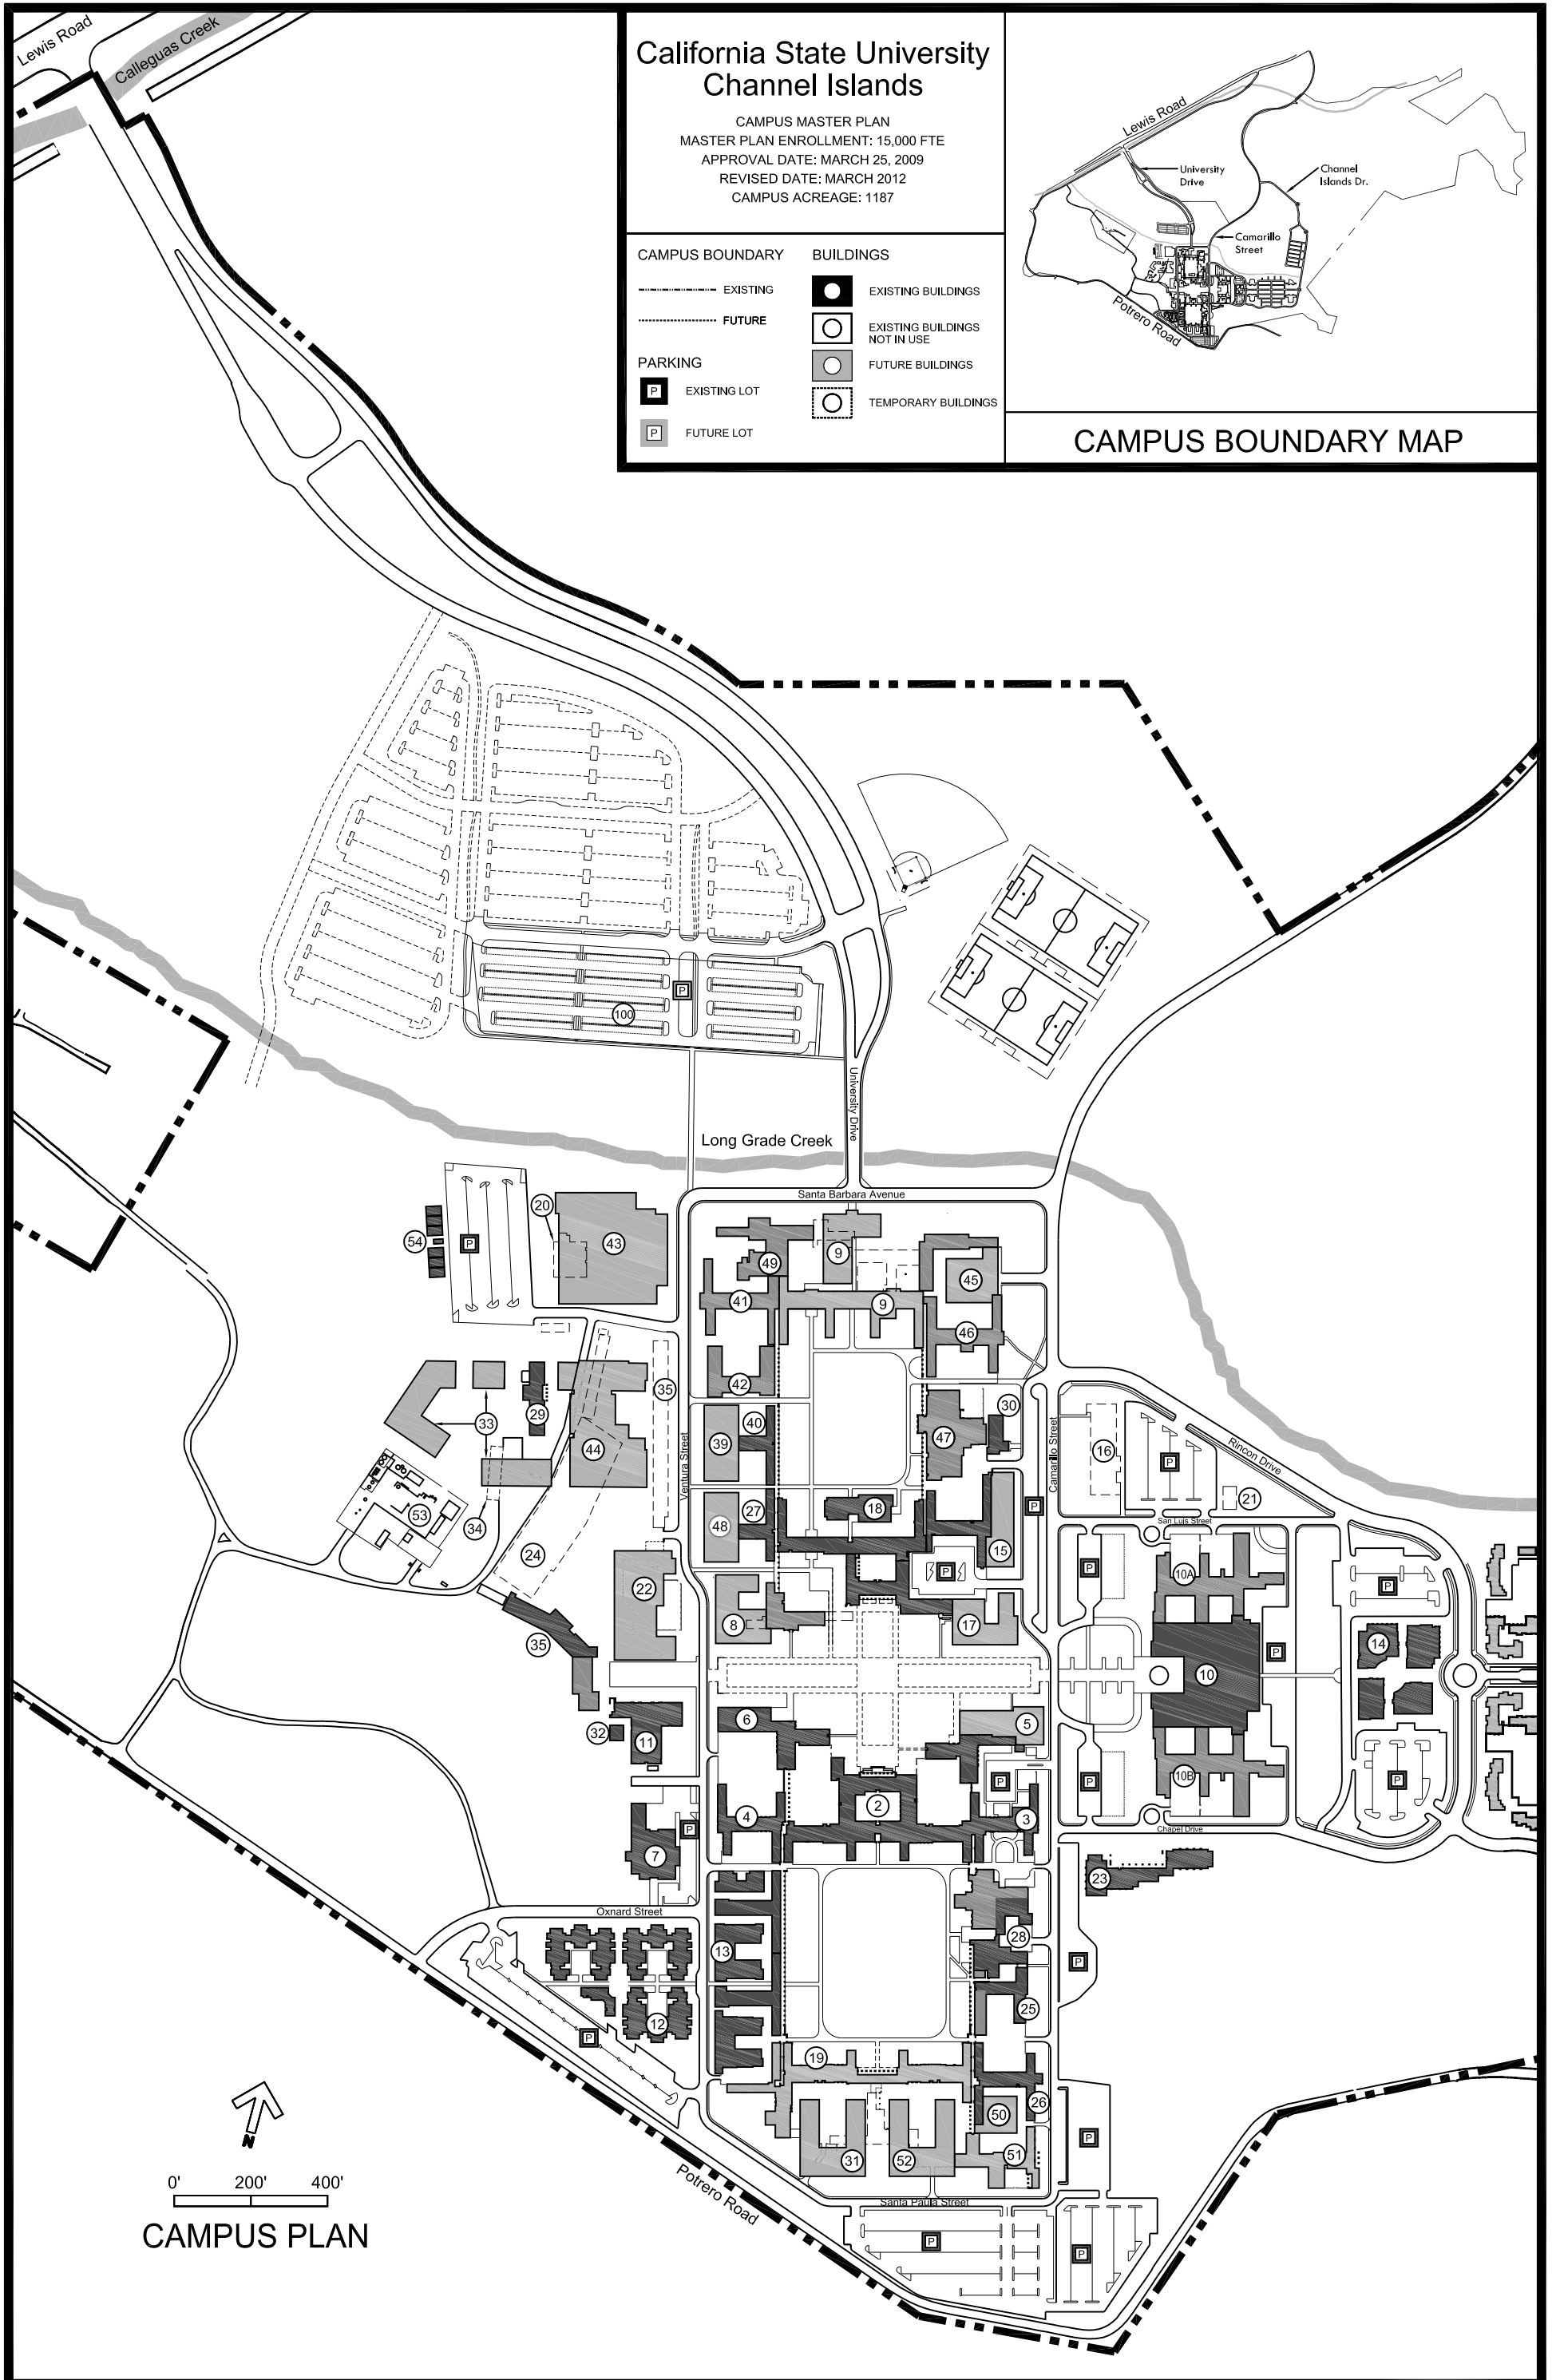 Lewis Road
Calleguas Creek
California State University
Channel Islands
CAMPUS MASTER PLAN
MASTER PLAN ENROLLMENT: 15,000 FTE
APPROVAL DATE: MARCH 25, 2009
REVISED DATE: MARCH 2012
CAMPUS ACREAGE: 1187
CAMPUS BOUNDARY
EXISTING
FUTURE
PARKING
P EXISTING LOT
P FUTURE LOT
BUILDINGS
EXISTING BUILDINGS
EXISTING BUILDINGS
NOT IN USE
FUTURE BUILDINGS
TEMPORARY BUILDINGS
Lewis Road
University
Drive
Channel
Islands Dr.
Camarillo
Street
Potrero Road
CAMPUS BOUNDARY MAP
P
100
University Drive
Long Grade Creek
Santa Barbara Avenue
20
54
P
43
9
49
45
41
9
46
35
42
33
29
40
30
39
47
44
16
Ventura Street
Camarillo Street
Rincon Drive
P
21
53
34
18
27
48
P
San Luis Street
24
15
22
P
P
10A
P
8
17
35
14
P
10
6
5
32
11
P
P
10B
P
2
4
3
P
Chapel Drive
7
23
Oxnard Street
28
13
P
25
12
P
19
26
50
P
31
52
51
Potrero Road
Santa Paula Street
P
P
N
0' 200' 400'
CAMPUS PLAN